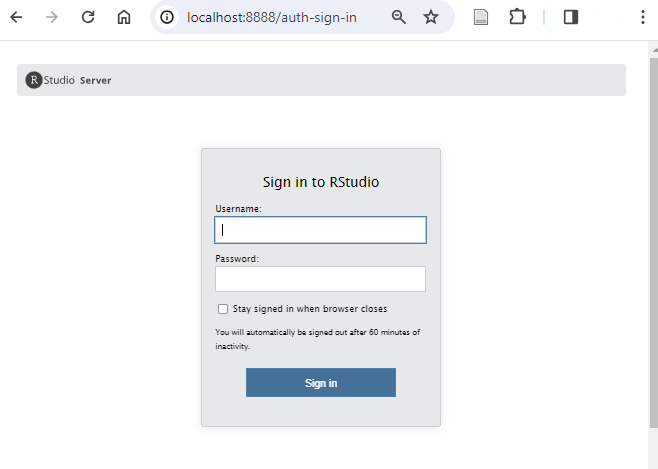 localhost:8888/auth-sign-in
R Studio Server
Sign in to RStudio
Username:
Password:
Stay signed in when browser closes
You will automatically be signed out after 60 minutes of
inactivity.
Sign in